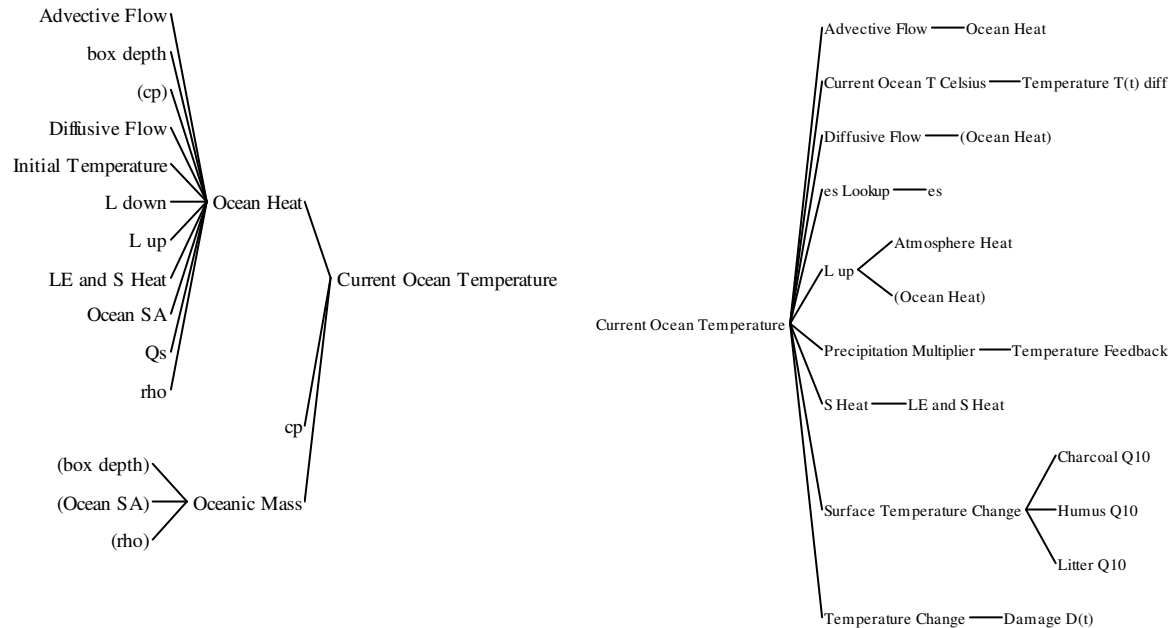 Advective Flow
box depth
(cp)
Diffusive Flow
Initial Temperature
L down
L up
LE and S Heat
Ocean SA
Qs
rho
Ocean Heat
Current Ocean Temperature
cp
(box depth)
(Ocean SA)
(rho)
Oceanic Mass
Current Ocean Temperature
Advective Flow
Ocean Heat
Current Ocean T Celsius
Temperature T(t) diff
Diffusive Flow
(Ocean Heat)
es Lookup
es
L up
Atmosphere Heat
(Ocean Heat)
Precipitation Multiplier
Temperature Feedback
S Heat
LE and S Heat
Surface Temperature Change
Charcoal Q10
Humus Q10
Litter Q10
Temperature Change
Damage D(t)